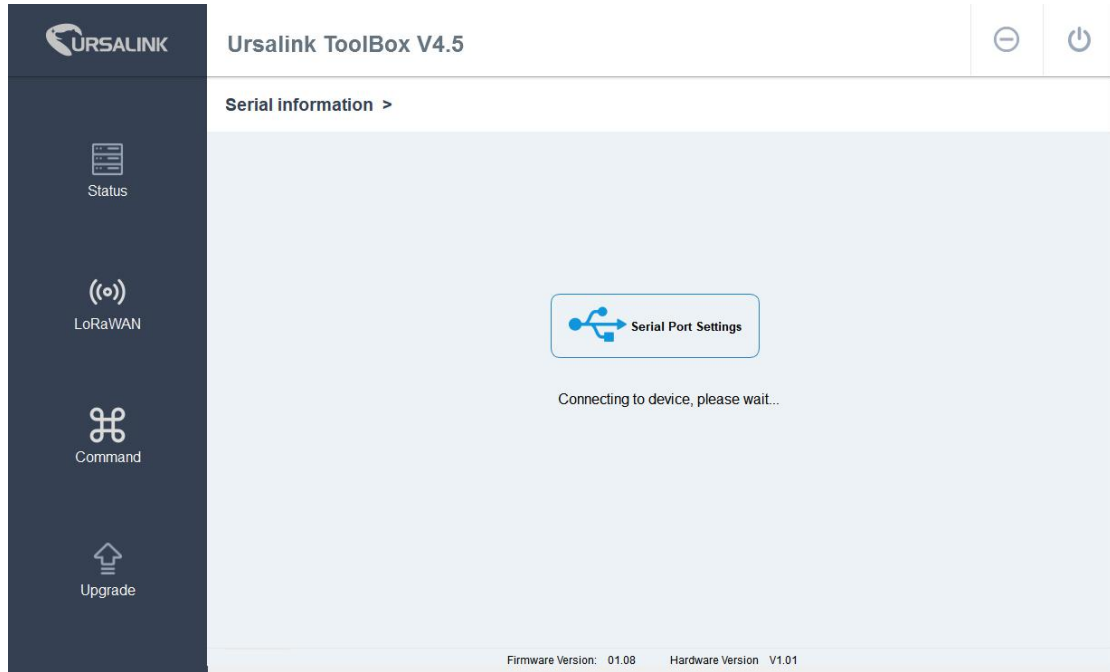 URSALINK
Ursalink ToolBox V4.5
Serial information >
Status
LoRaWAN
Command
Upgrade
Serial Port Settings
Connecting to device, please wait...
Firmware Version: 01.08 Hardware Version V1.01